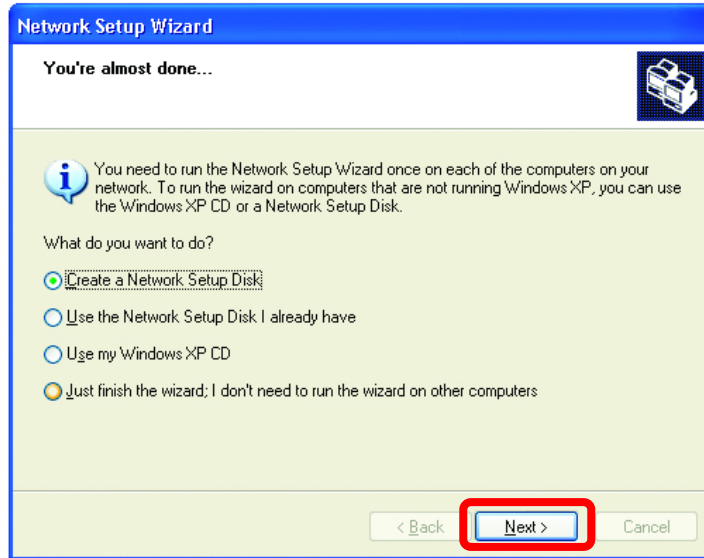 Network Setup Wizard
You're almost done...
You need to run the Network Setup Wizard once on each of the computers on your
network. To run the wizard on computers that are not running Windows XP, you can use
the Windows XP CD or a Network Setup Disk.
What do you want to do?
Create a Network Setup Disk
Use the Network Setup Disk I already have
Use my Windows XP CD
Just finish the wizard; I don't need to run the wizard on other computers
< Back Next > Cancel